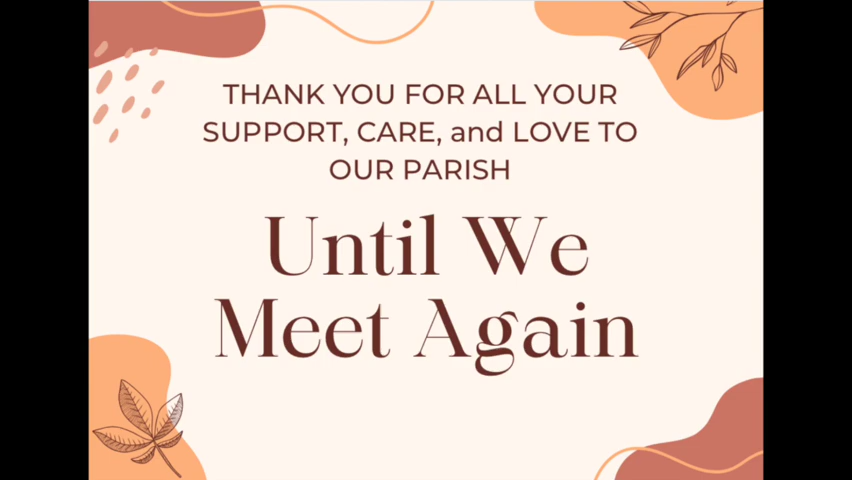 THANK YOU FOR ALL YOUR
SUPPORT, CARE, and LOVE TO
OUR PARISH
Until We
Meet Again